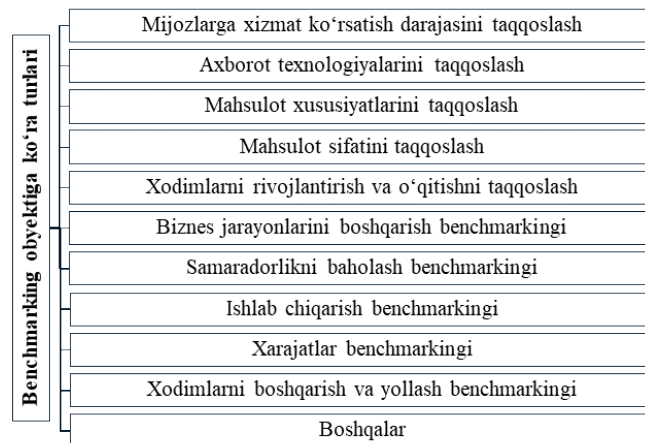 Benchmarking obyektiga ko‘ra turlari
Mijozlarga xizmat ko‘rsatish darajasini taqqoslash
Axborot texnologiyalarini taqqoslash
Mahsulot xususiyatlarini taqqoslash
Mahsulot sifatini taqqoslash
Xodimlarni rivojlantirish va o‘qitishni taqqoslash
Biznes jarayonlarini boshqarish benchmarkingi
Samaradorlikni baholash benchmarkingi
Ishlab chiqarish benchmarkingi
Xarajatlar benchmarkingi
Xodimlarni boshqarish va yollash benchmarkingi
Boshqalar